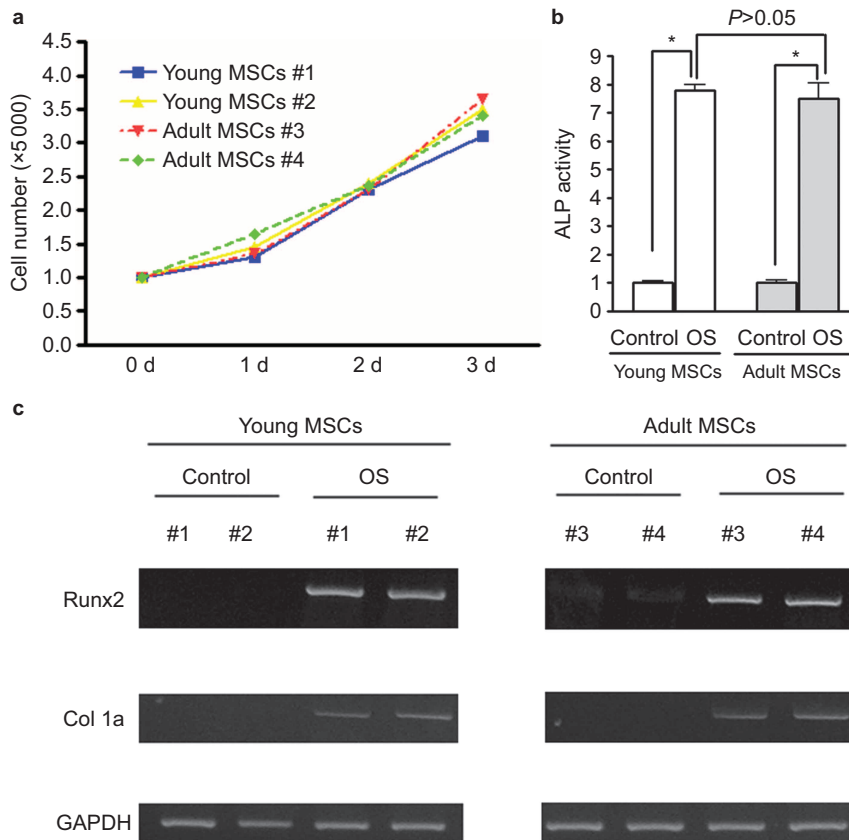 a
Cell number (×5 000)
4.5
4.0
3.5
3.0
2.5
2.0
1.5
1.0
0.5
0.0
Young MSCs #1
Young MSCs #2
Adult MSCs #3
Adult MSCs #4
0 d 1 d 2 d 3 d
b
P>0.05
* *
ALP activity
9
8
7
6
5
4
3
2
1
0
Control OS Control OS
Young MSCs Adult MSCs
c
Young MSCs Adult MSCs
Control OS Control OS
#1 #2 #1 #2 #3 #4 #3 #4
Runx2
Col 1a
GAPDH